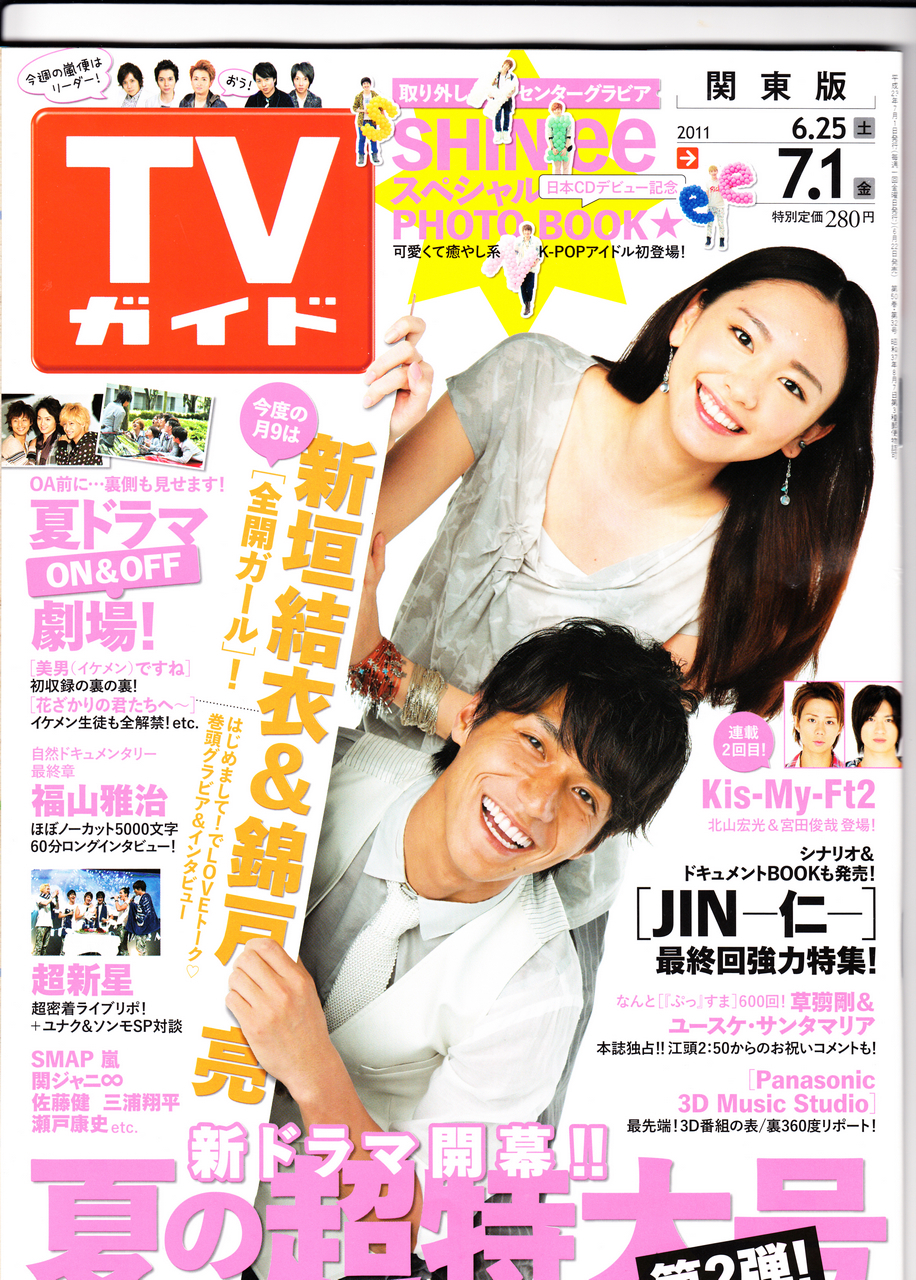 今週の嵐便は
リーダー!
おう!
TV
ガイド
取り外し
センターグラビア
SHINee
スペシャル
日本CDデビュー記念
PHOTO BOOK★
可愛くて癒やし系
K-POPアイドル初登場!
関東版
2011
6.25 土
7.1 金
特別定価280円
今度の
月9は
新垣結衣&錦戸 亮
[全開ガール]!
はじめまして!でLOVEトーク♡
巻頭グラビア&インタビュー
OA前に…裏側も見せます!
夏ドラマ
ON&OFF
劇場!
[美男(イケメン)ですね]
初収録の裏の裏!
[花ざかりの君たちへ〜]
イケメン生徒も全解禁! etc.
自然ドキュメンタリー
最終章
福山雅治
ほぼノーカット5000文字
60分ロングインタビュー!
超新星
超密着ライブリポ!
+ユナク&ソンモSP対談
SMAP 嵐
関ジャニ∞
佐藤健 三浦翔平
瀬戸康史 etc.
連載
2回目!
Kis-My-Ft2
北山宏光&宮田俊哉 登場!
シナリオ&
ドキュメントBOOKも発売!
[JIN―仁―]
最終回強力特集!
なんと[『ぷっ』すま]600回! 草彅剛&
ユースケ・サンタマリア
本誌独占!! 江頭2:50からのお祝いコメントも!
[Panasonic
3D Music Studio]
最先端!3D番組の表/裏360度リポート!
新ドラマ開幕!!
夏の超特大号
第2弾!